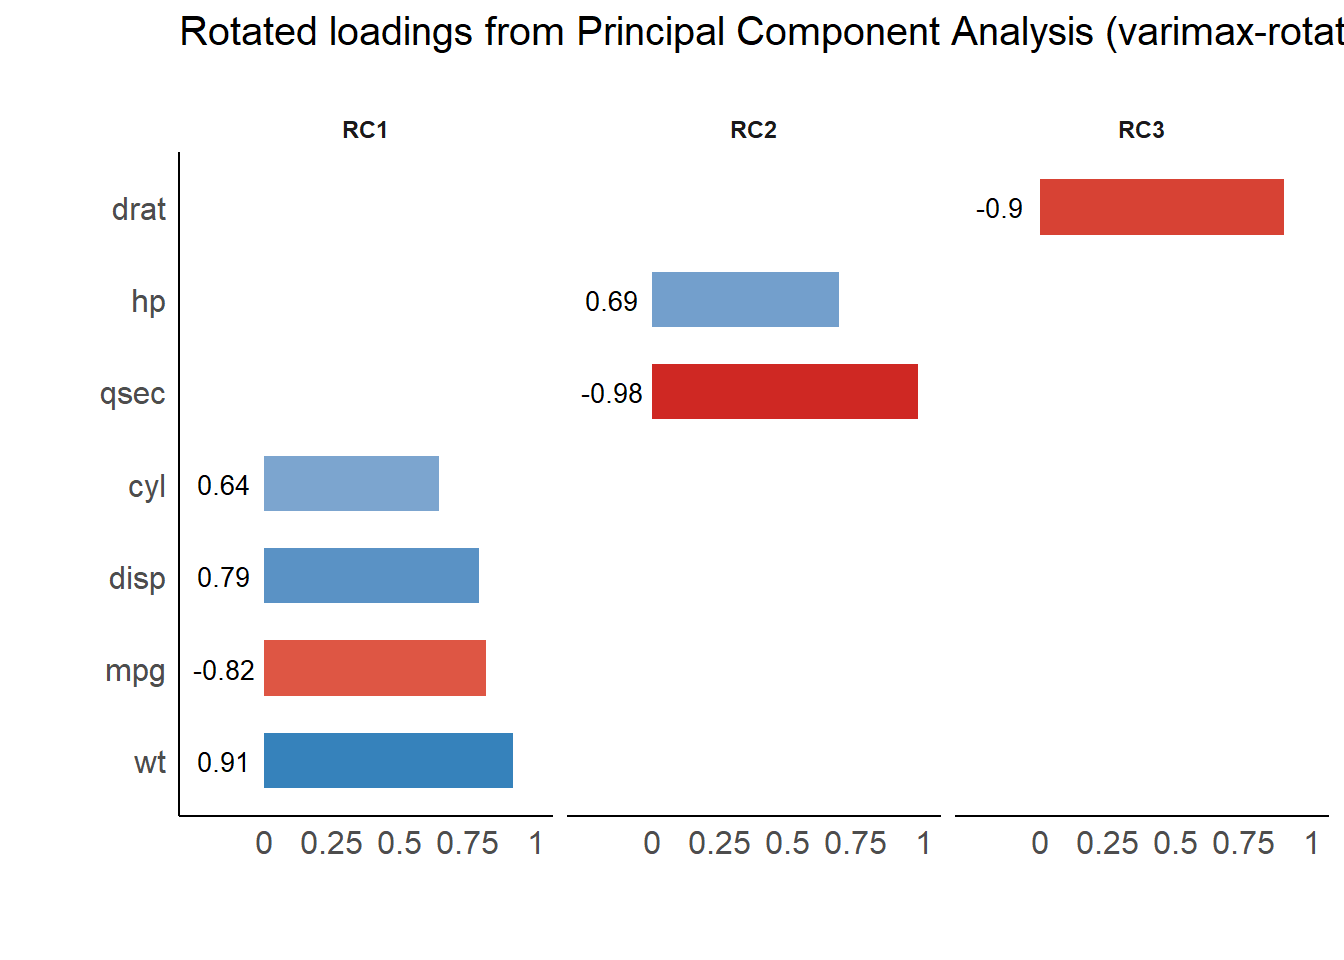 Rotated loadings from Principal Component Analysis (varimax-rotat
RC1 RC2 RC3
drat -0.9
hp 0.69
qsec -0.98
cyl 0.64
disp 0.79
mpg -0.82
wt 0.91
0 0.25 0.5 0.75 1 0 0.25 0.5 0.75 1 0 0.25 0.5 0.75 1